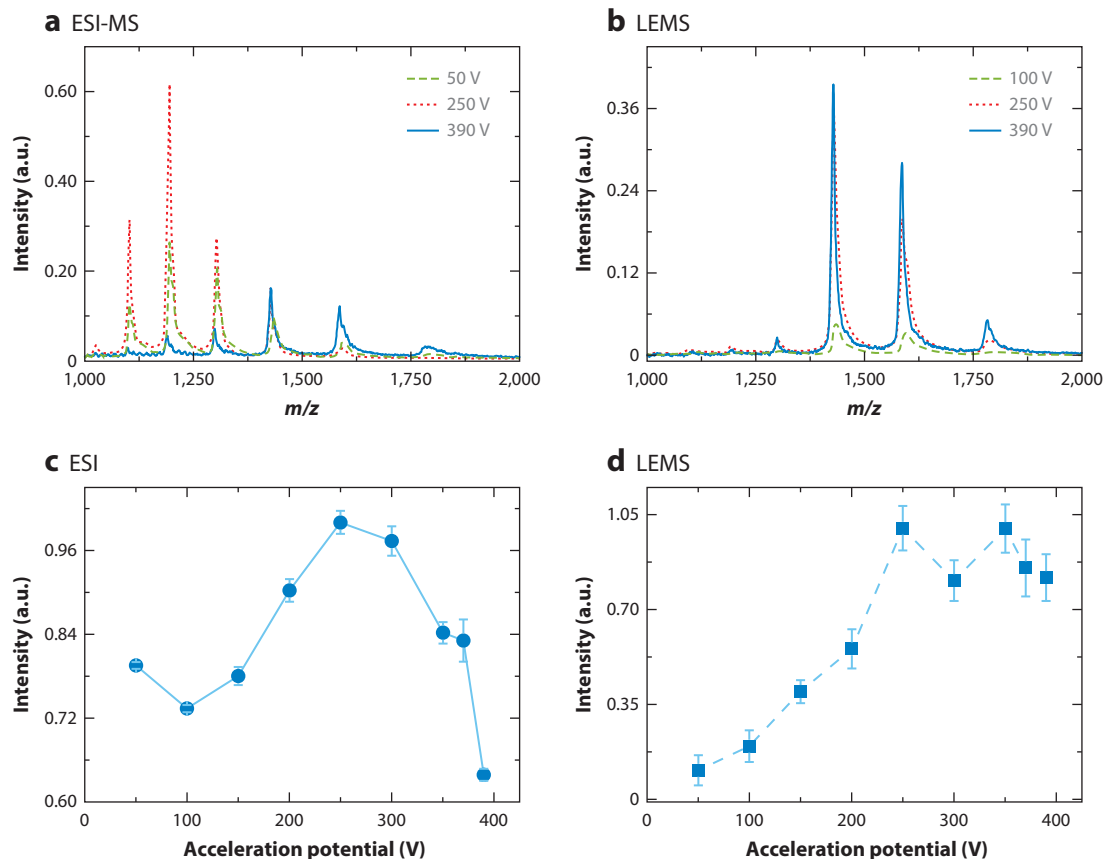 a ESI-MS
Intensity (a.u.)
0.60
0.40
0.20
0
50 V
250 V
390 V
1,000 1,250 1,500 1,750 2,000
m/z
b LEMS
Intensity (a.u.)
0.36
0.24
0.12
0
100 V
250 V
390 V
1,000 1,250 1,500 1,750 2,000
m/z
c ESI
Intensity (a.u.)
0.96
0.84
0.72
0.60
0 100 200 300 400
Acceleration potential (V)
d LEMS
Intensity (a.u.)
1.05
0.70
0.35
0
0 100 200 300 400
Acceleration potential (V)